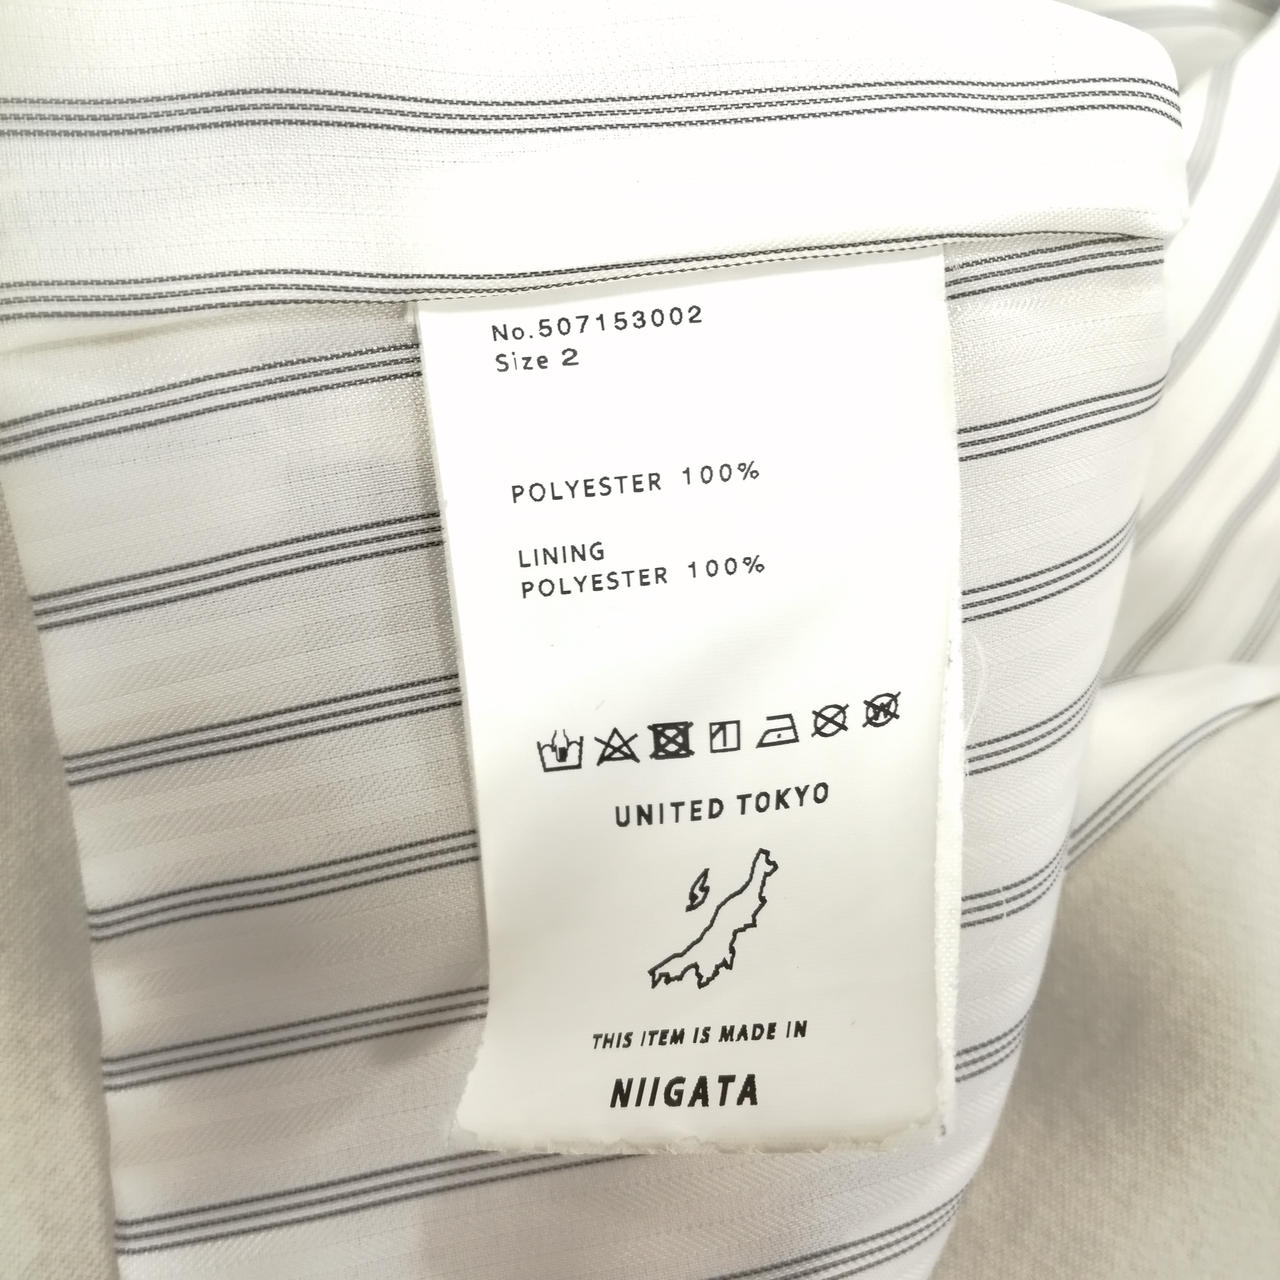 No.507153002
Size 2
POLYESTER 100%
LINING
POLYESTER 100%
UNITED TOKYO
THIS ITEM IS MADE IN
NIIGATA